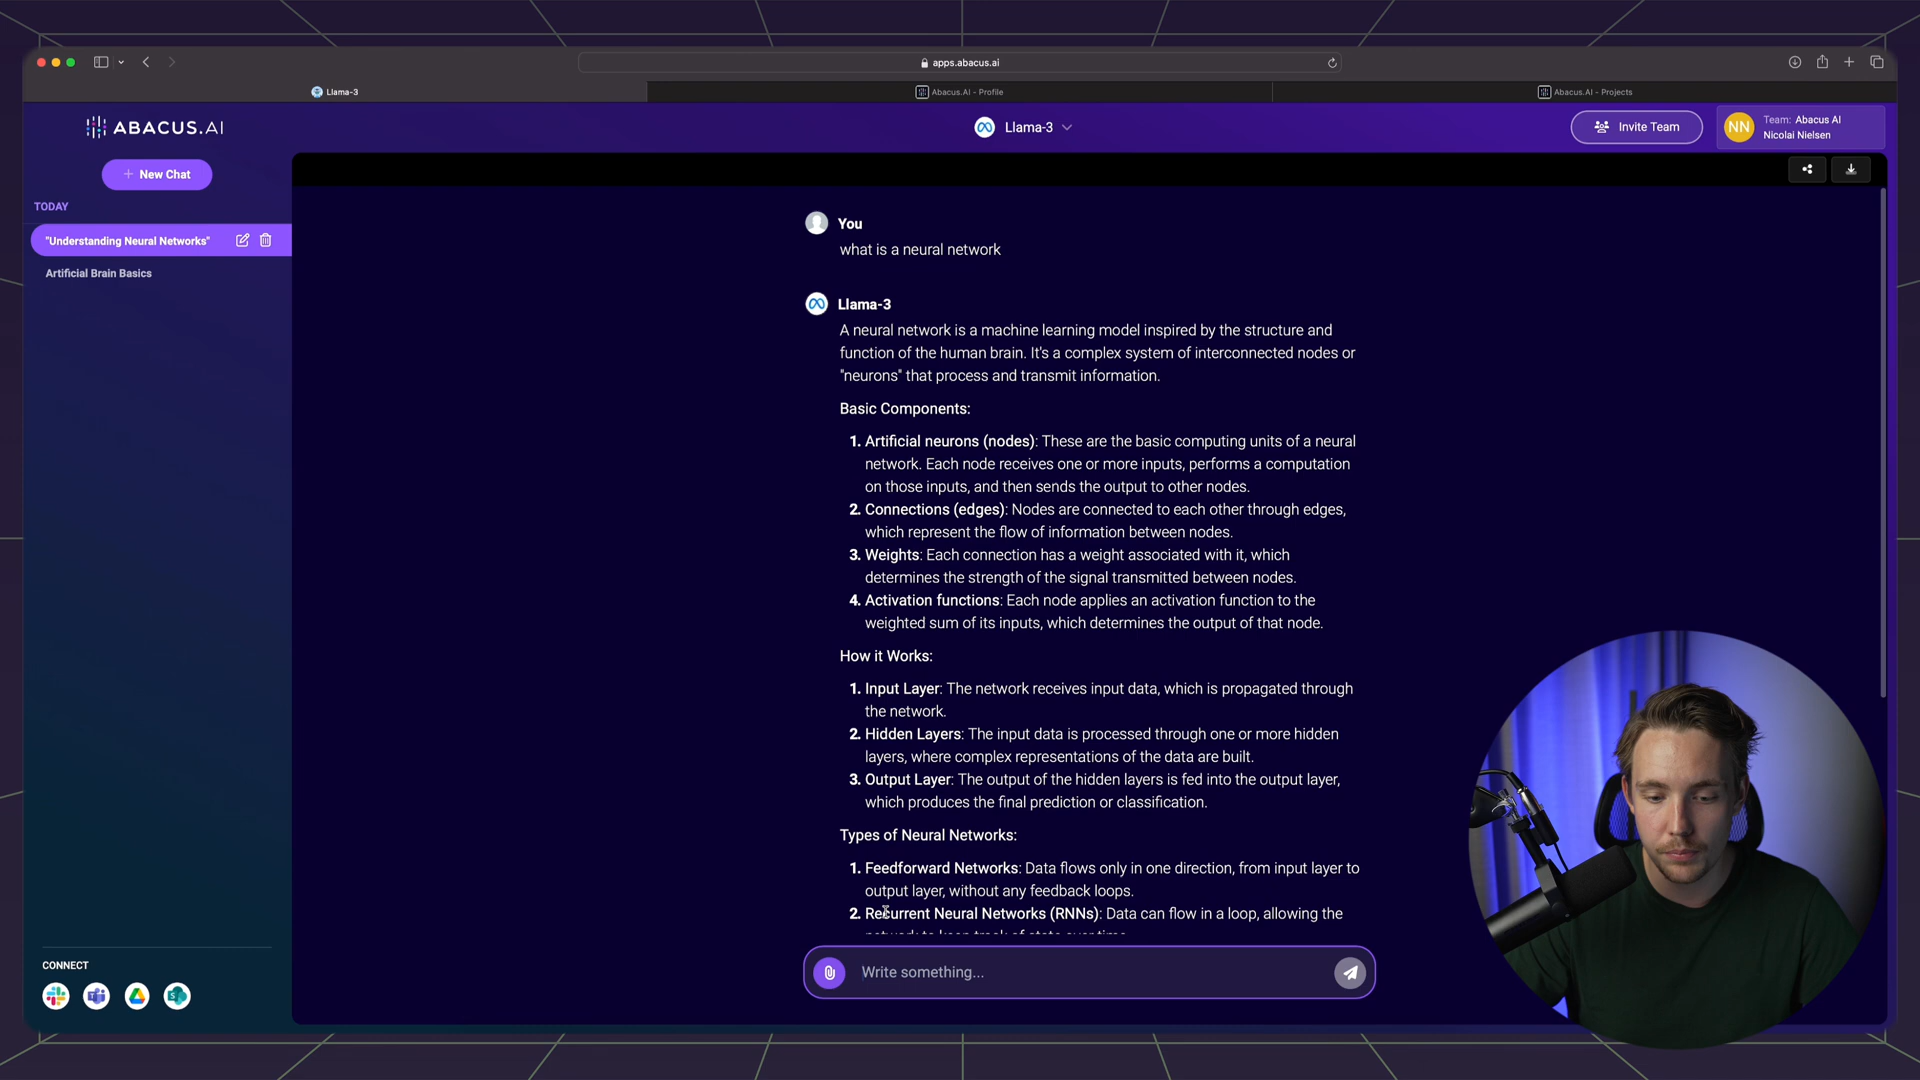 apps.abacus.ai
Llama-3
Abacus.AI - Profile
Abacus.AI - Projects
ABACUS.AI
Llama-3
Invite Team
NN
Team: Abacus AI
Nicolai Nielsen
+ New Chat
TODAY
"Understanding Neural Networks"
Artificial Brain Basics
You
what is a neural network
Llama-3
A neural network is a machine learning model inspired by the structure and
function of the human brain. It's a complex system of interconnected nodes or
"neurons" that process and transmit information.
Basic Components:
1. Artificial neurons (nodes): These are the basic computing units of a neural
network. Each node receives one or more inputs, performs a computation
on those inputs, and then sends the output to other nodes.
2. Connections (edges): Nodes are connected to each other through edges,
which represent the flow of information between nodes.
3. Weights: Each connection has a weight associated with it, which
determines the strength of the signal transmitted between nodes.
4. Activation functions: Each node applies an activation function to the
weighted sum of its inputs, which determines the output of that node.
How it Works:
1. Input Layer: The network receives input data, which is propagated through
the network.
2. Hidden Layers: The input data is processed through one or more hidden
layers, where complex representations of the data are built.
3. Output Layer: The output of the hidden layers is fed into the output layer,
which produces the final prediction or classification.
Types of Neural Networks:
1. Feedforward Networks: Data flows only in one direction, from input layer to
output layer, without any feedback loops.
2. Recurrent Neural Networks (RNNs): Data can flow in a loop, allowing the
network to keep track of state over time.
Write something...
CONNECT